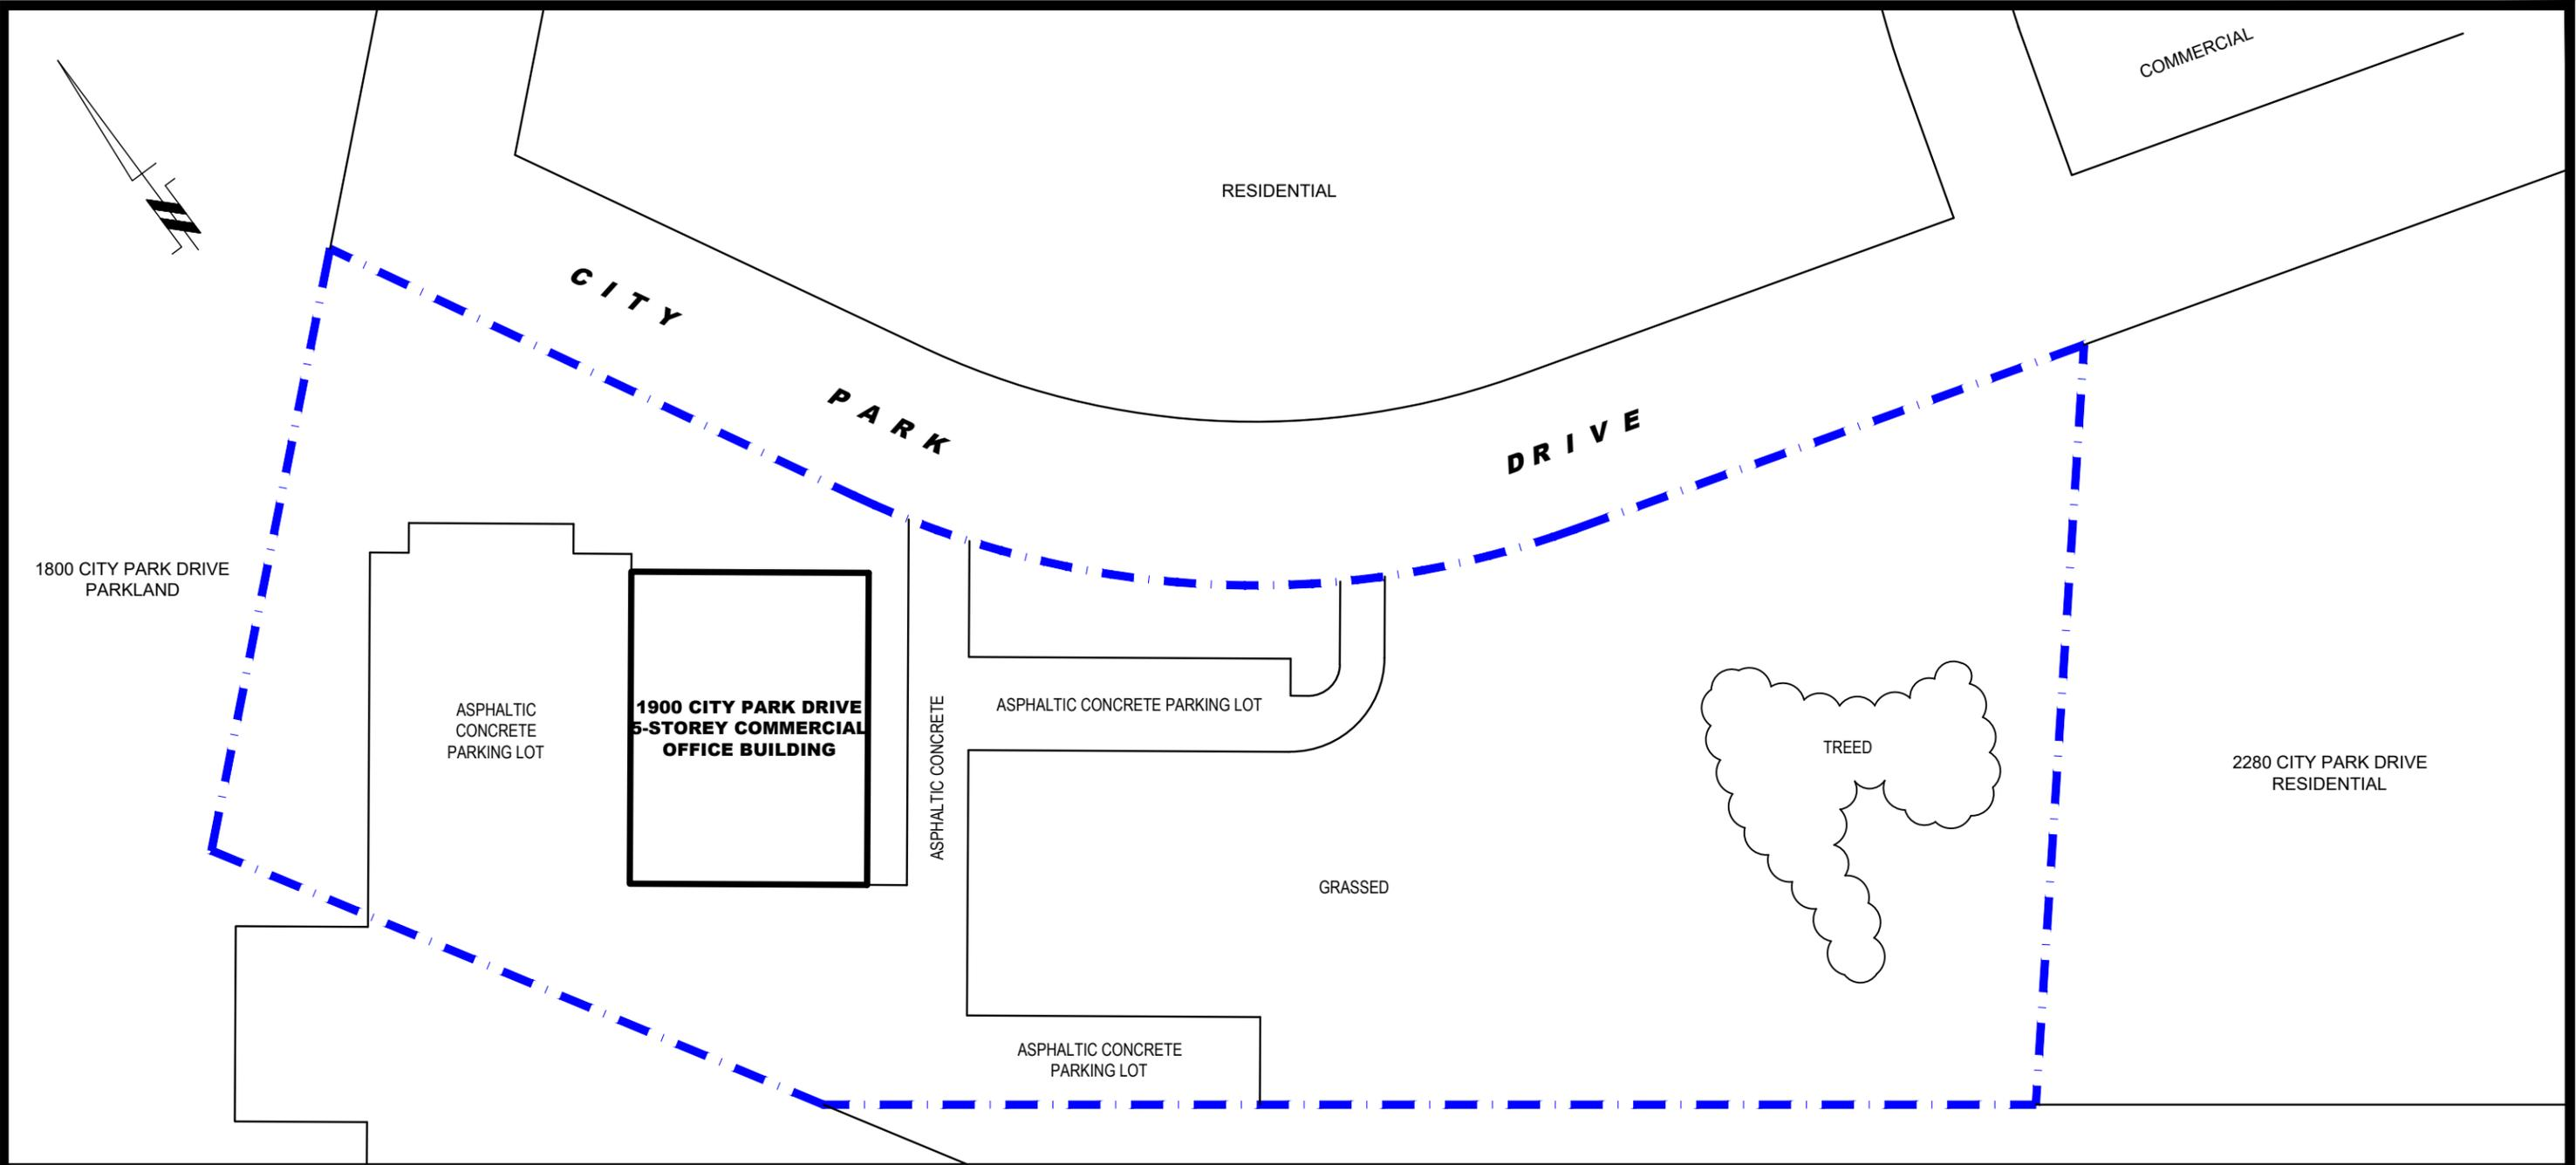 COMMERCIAL
RESIDENTIAL
CITY PARK DRIVE
1800 CITY PARK DRIVE
PARKLAND
ASPHALTIC
CONCRETE
PARKING LOT
1900 CITY PARK DRIVE
5-STOREY COMMERCIAL
OFFICE BUILDING
ASPHALTIC CONCRETE
ASPHALTIC CONCRETE PARKING LOT
TREED
2280 CITY PARK DRIVE
RESIDENTIAL
GRASSED
ASPHALTIC CONCRETE
PARKING LOT